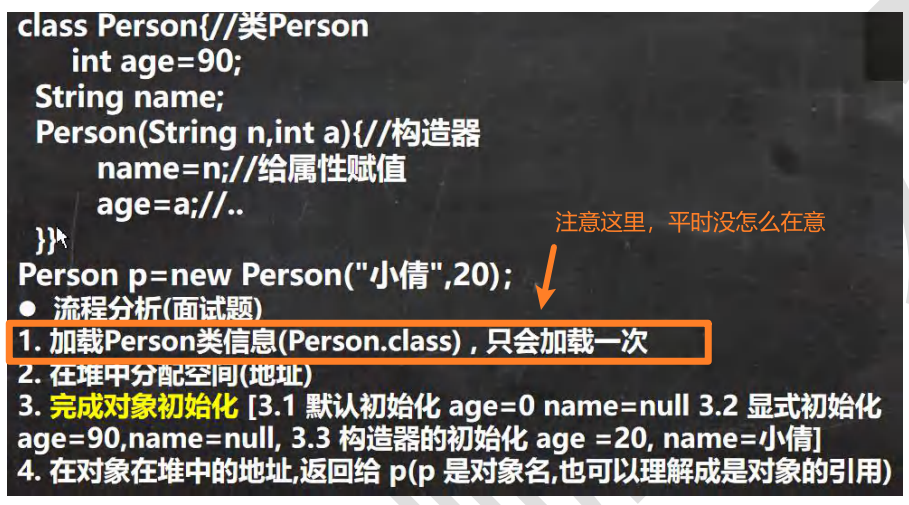 class Person{//类Person
int age=90;
String name;
Person(String n,int a){//构造器
name=n;//给属性赋值
age=a;//..
}}
注意这里，平时没怎么在意
Person p=new Person("小倩",20);
● 流程分析(面试题)
1. 加载Person类信息(Person.class) , 只会加载一次
2. 在堆中分配空间(地址)
3. 完成对象初始化 [3.1 默认初始化 age=0 name=null 3.2 显式初始化
age=90,name=null, 3.3 构造器的初始化 age =20, name=小倩]
4. 在对象在堆中的地址,返回给 p(p 是对象名,也可以理解成是对象的引用)